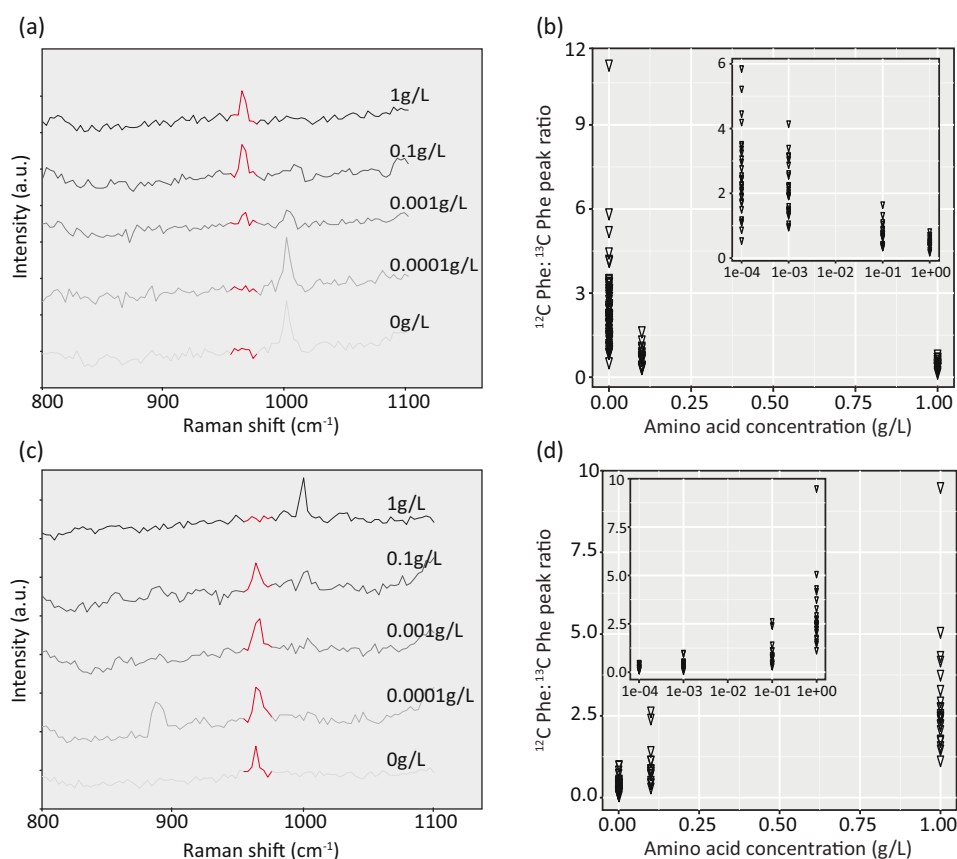 (a)
1g/L
0.1g/L
0.001g/L
0.0001g/L
0g/L
Intensity (a.u.)
800 900 1000 1100
Raman shift (cm⁻¹)
(b)
12
9
6
3
0
¹²C Phe: ¹³C Phe peak ratio
6
4
2
0
1e-04 1e-03 1e-02 1e-01 1e+00
0.00 0.25 0.50 0.75 1.00
Amino acid concentration (g/L)
(c)
1g/L
0.1g/L
0.001g/L
0.0001g/L
0g/L
Intensity (a.u.)
800 900 1000 1100
Raman shift (cm⁻¹)
(d)
10
7.5
5.0
2.5
0.0
¹²C Phe: ¹³C Phe peak ratio
10
7.5
5.0
2.5
0.0
1e-04 1e-03 1e-02 1e-01 1e+00
0.00 0.25 0.50 0.75 1.00
Amino acid concentration (g/L)